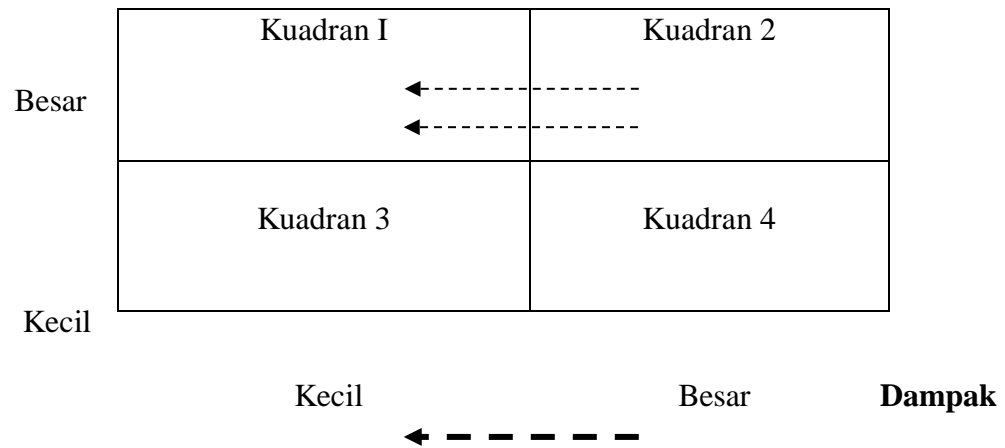 Kuadran I Kuadran 2
Besar
Kuadran 3 Kuadran 4
Kecil
Kecil Besar Dampak